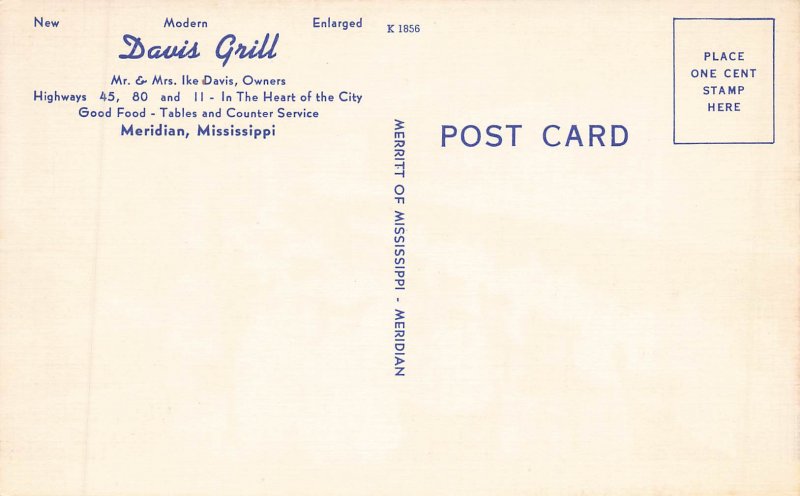 New Modern Enlarged
Davis Grill
Mr. & Mrs. Ike Davis, Owners
Highways 45, 80 and 11 - In The Heart of the City
Good Food - Tables and Counter Service
Meridian, Mississippi
K 1856
MERRITT OF MISSISSIPPI - MERIDIAN
POST CARD
PLACE
ONE CENT
STAMP
HERE